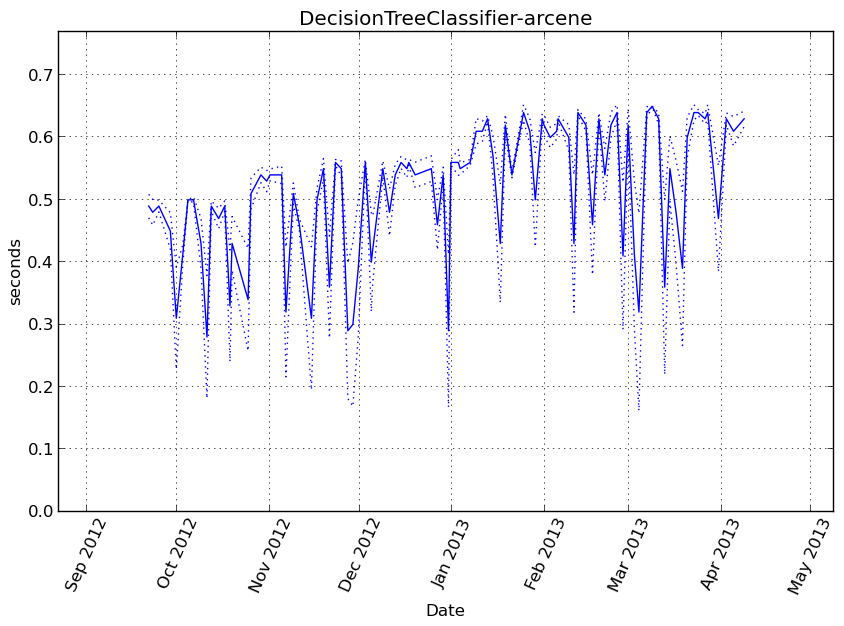 DecisionTreeClassifier-arcene
0.7
0.6
0.5
0.4
0.3
0.2
0.1
0.0
seconds
Sep 2012
Oct 2012
Nov 2012
Dec 2012
Jan 2013
Feb 2013
Mar 2013
Apr 2013
May 2013
Date